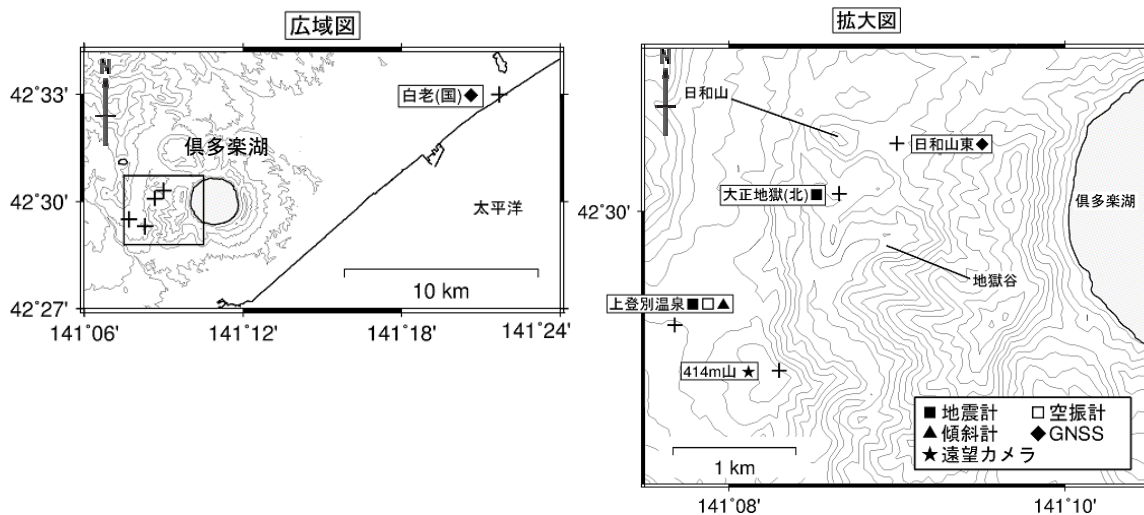 広域図
N
42°33'
白老(国)◆
倶多楽湖
0
42°30'
太平洋
10 km
42°27'
141°06'
141°12'
141°18'
141°24'
拡大図
N
日和山
日和山東◆
大正地獄(北)■
42°30'
倶多楽湖
地獄谷
上登別温泉■□▲
414m山 ★
■地震計 □空振計
▲傾斜計 ◆GNSS
★遠望カメラ
1 km
141°08'
141°10'